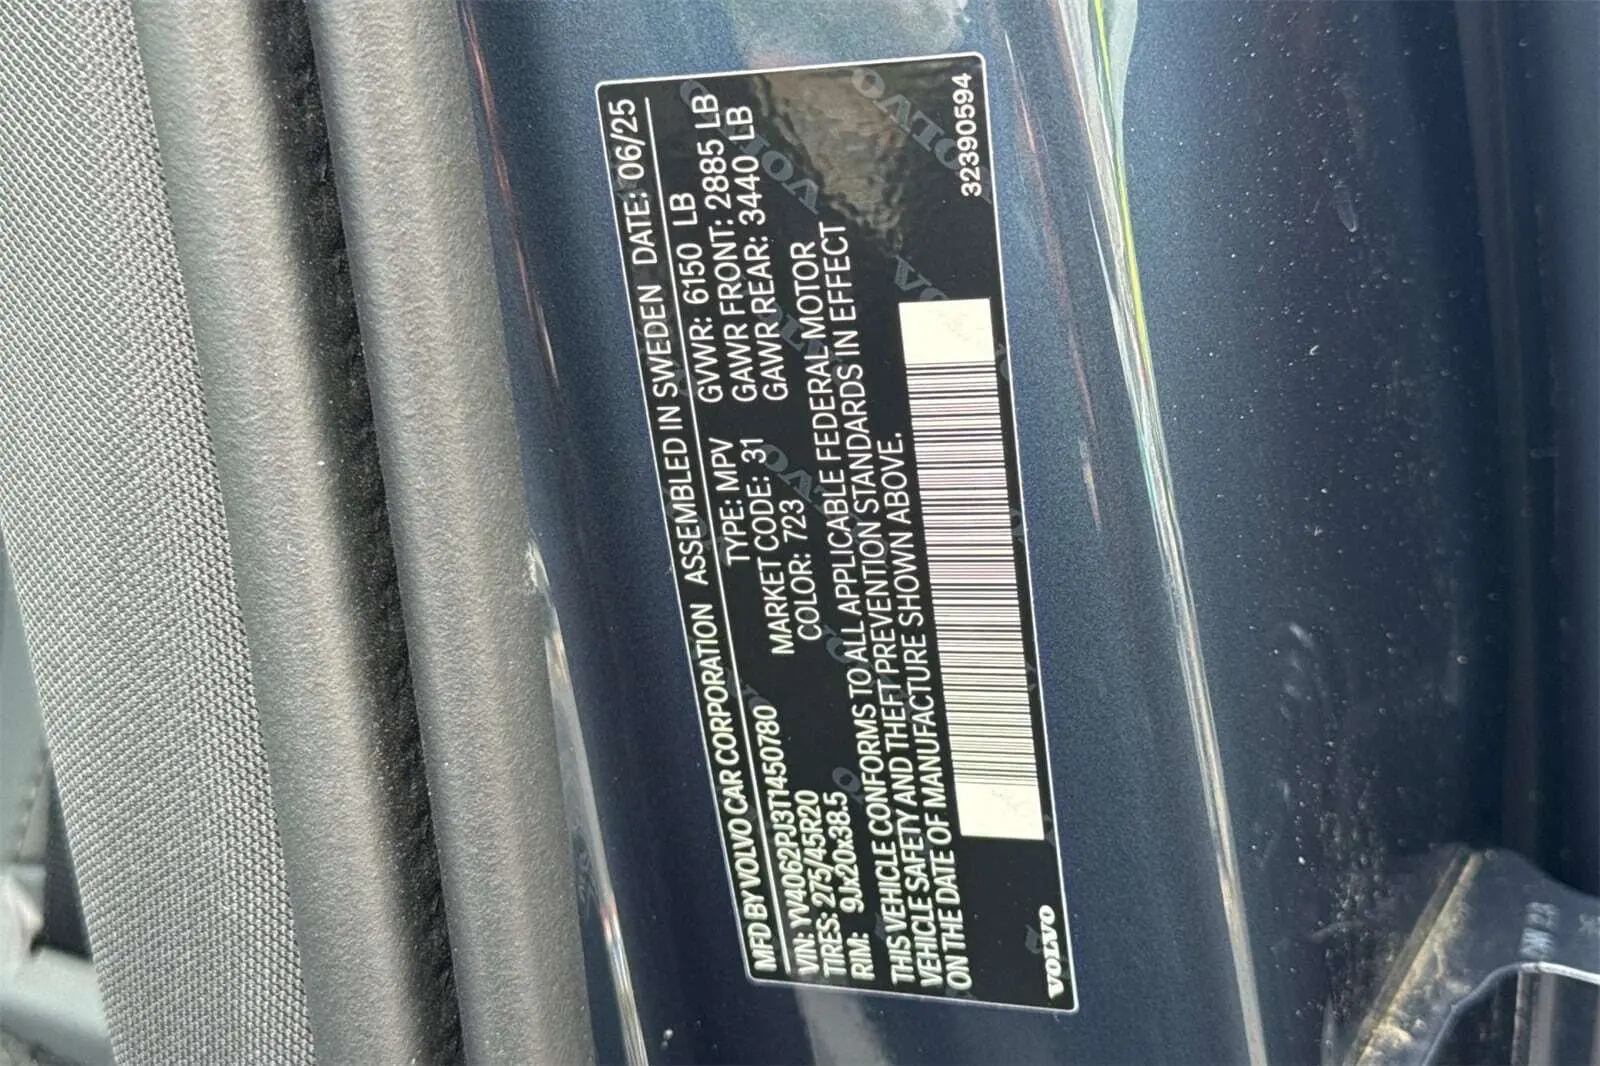 MFD BY VOLVO CAR CORPORATION ASSEMBLED IN SWEDEN DATE: 06/25
VIN: YV4062PJ3T1450780 TYPE: MPV GVWR: 6150 LB
TIRES: 275/45R20 MARKET CODE: 31 GAWR FRONT: 2885 LB
RIM: 9Jx20x38.5 COLOR: 723 GAWR REAR: 3440 LB
THIS VEHICLE CONFORMS TO ALL APPLICABLE FEDERAL MOTOR
VEHICLE SAFETY AND THEFT PREVENTION STANDARDS IN EFFECT
ON THE DATE OF MANUFACTURE SHOWN ABOVE.
VOLVO
32390594